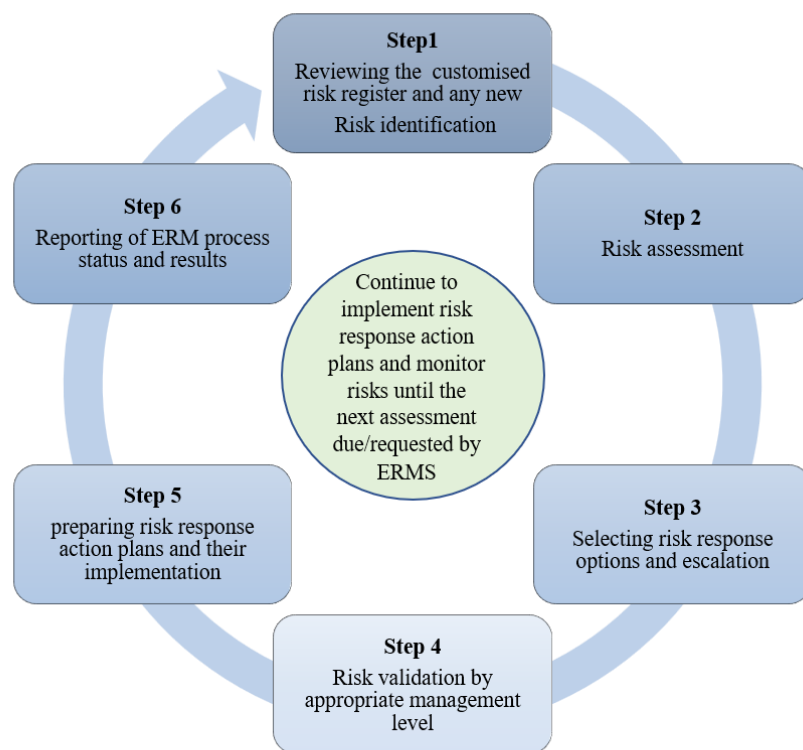 Step1
Reviewing the customised
risk register and any new
Risk identification
Step 2
Risk assessment
Step 3
Selecting risk response
options and escalation
Step 4
Risk validation by
appropriate management
level
Step 5
preparing risk response
action plans and their
implementation
Step 6
Reporting of ERM process
status and results
Continue to
implement risk
response action
plans and monitor
risks until the
next assessment
due/requested by
ERMS